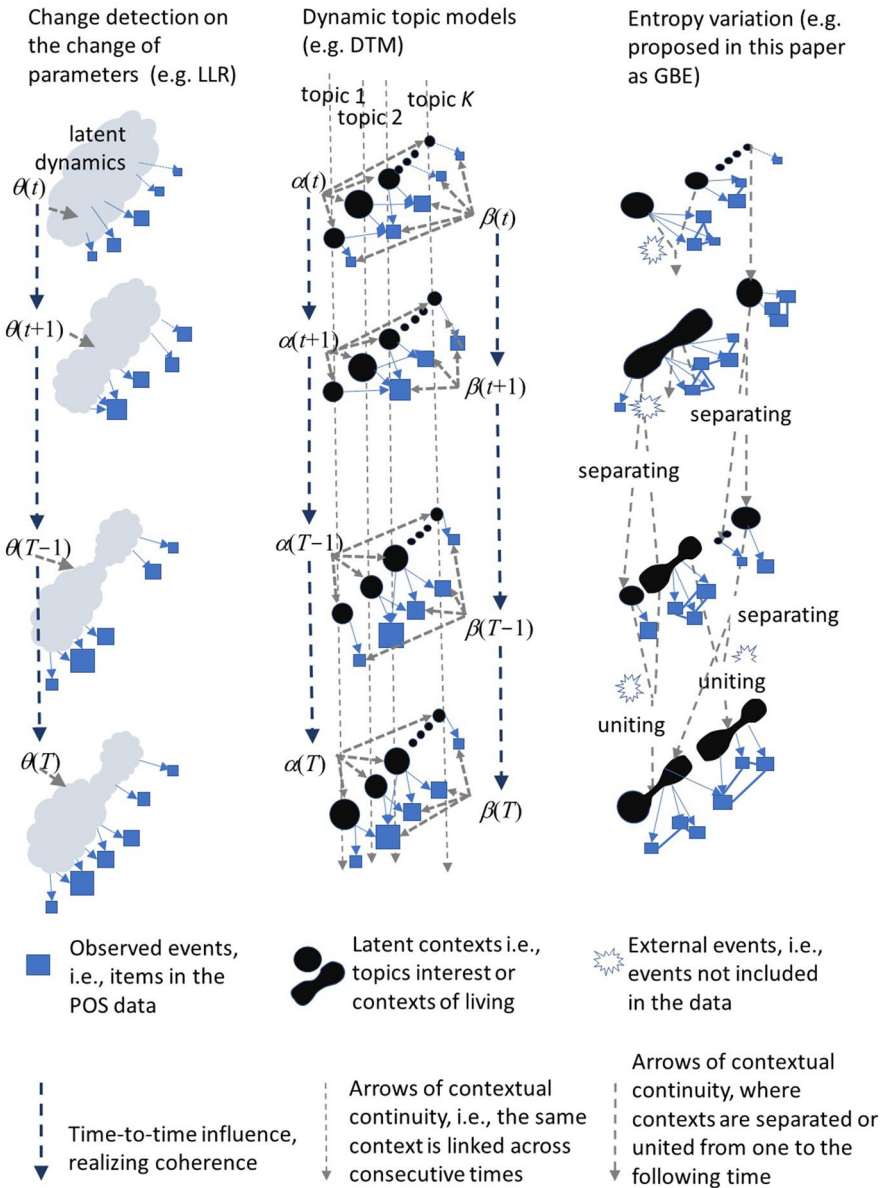 Change detection on
the change of
parameters (e.g. LLR)
Dynamic topic models
(e.g. DTM)
Entropy variation (e.g.
proposed in this paper
as GBE)
latent
dynamics
θ(t)
θ(t+1)
θ(T−1)
θ(T)
topic 1
topic 2
topic K
α(t)
β(t)
α(t+1)
β(t+1)
α(T−1)
β(T−1)
α(T)
β(T)
separating
separating
separating
uniting
uniting
Observed events,
i.e., items in the
POS data
Latent contexts i.e.,
topics interest or
contexts of living
External events, i.e.,
events not included
in the data
Time-to-time influence,
realizing coherence
Arrows of contextual
continuity, i.e., the same
context is linked across
consecutive times
Arrows of contextual
continuity, where
contexts are separated or
united from one to the
following time